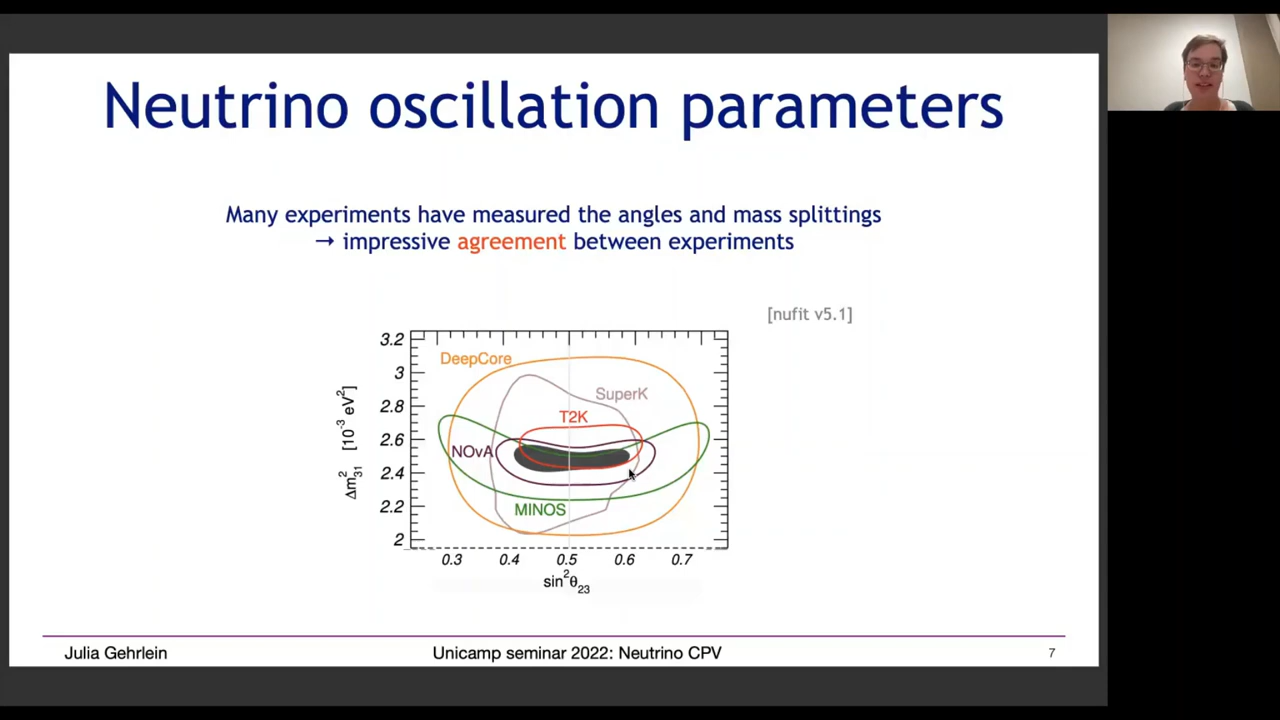 Neutrino oscillation parameters
Many experiments have measured the angles and mass splittings
→ impressive agreement between experiments
[nufit v5.1]
3.2
3
2.8
2.6
2.4
2.2
2
Δm²₃₁ [10⁻³ eV²]
DeepCore
SuperK
T2K
NOvA
MINOS
0.3 0.4 0.5 0.6 0.7
sin²θ₂₃
Julia Gehrlein Unicamp seminar 2022: Neutrino CPV 7